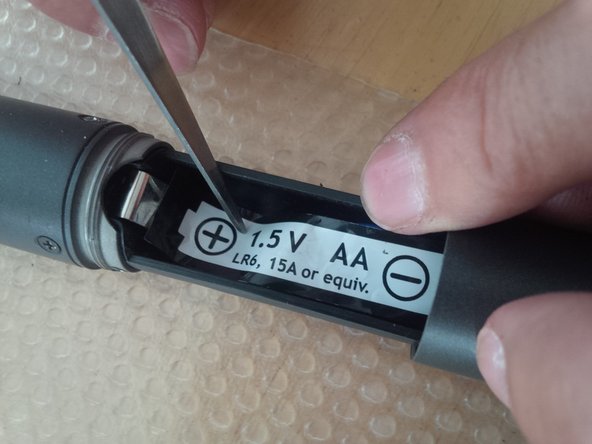 + 1.5 V AA −
LR6, 15A or equiv.